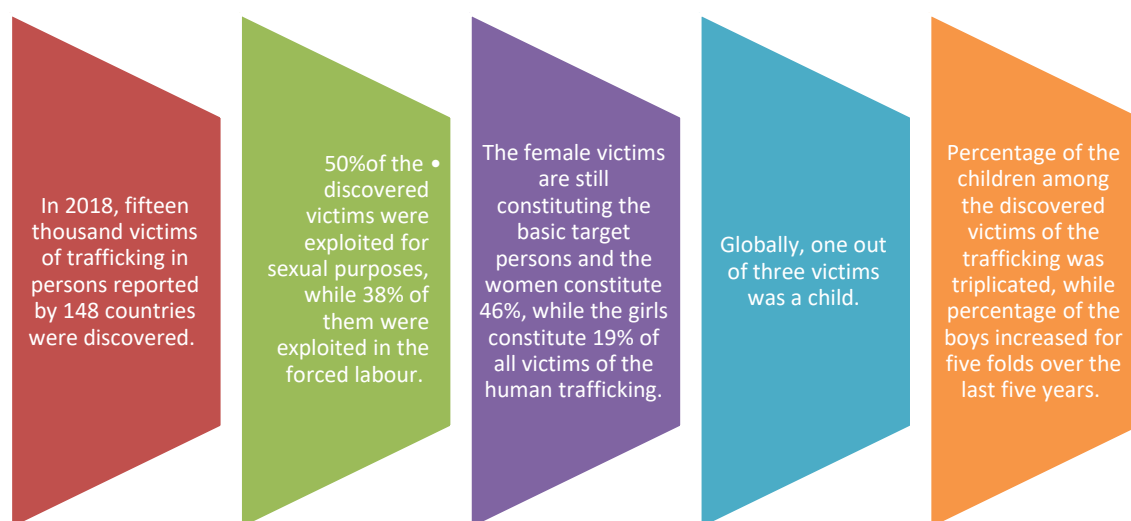 In 2018, fifteen
thousand victims
of trafficking in
persons reported
by 148 countries
were discovered.
50%of the •
discovered
victims were
exploited for
sexual purposes,
while 38% of
them were
exploited in the
forced labour.
The female victims
are still
constituting the
basic target
persons and the
women constitute
46%, while the girls
constitute 19% of
all victims of the
human trafficking.
Globally, one out
of three victims
was a child.
Percentage of the
children among
the discovered
victims of the
trafficking was
triplicated, while
percentage of the
boys increased for
five folds over the
last five years.